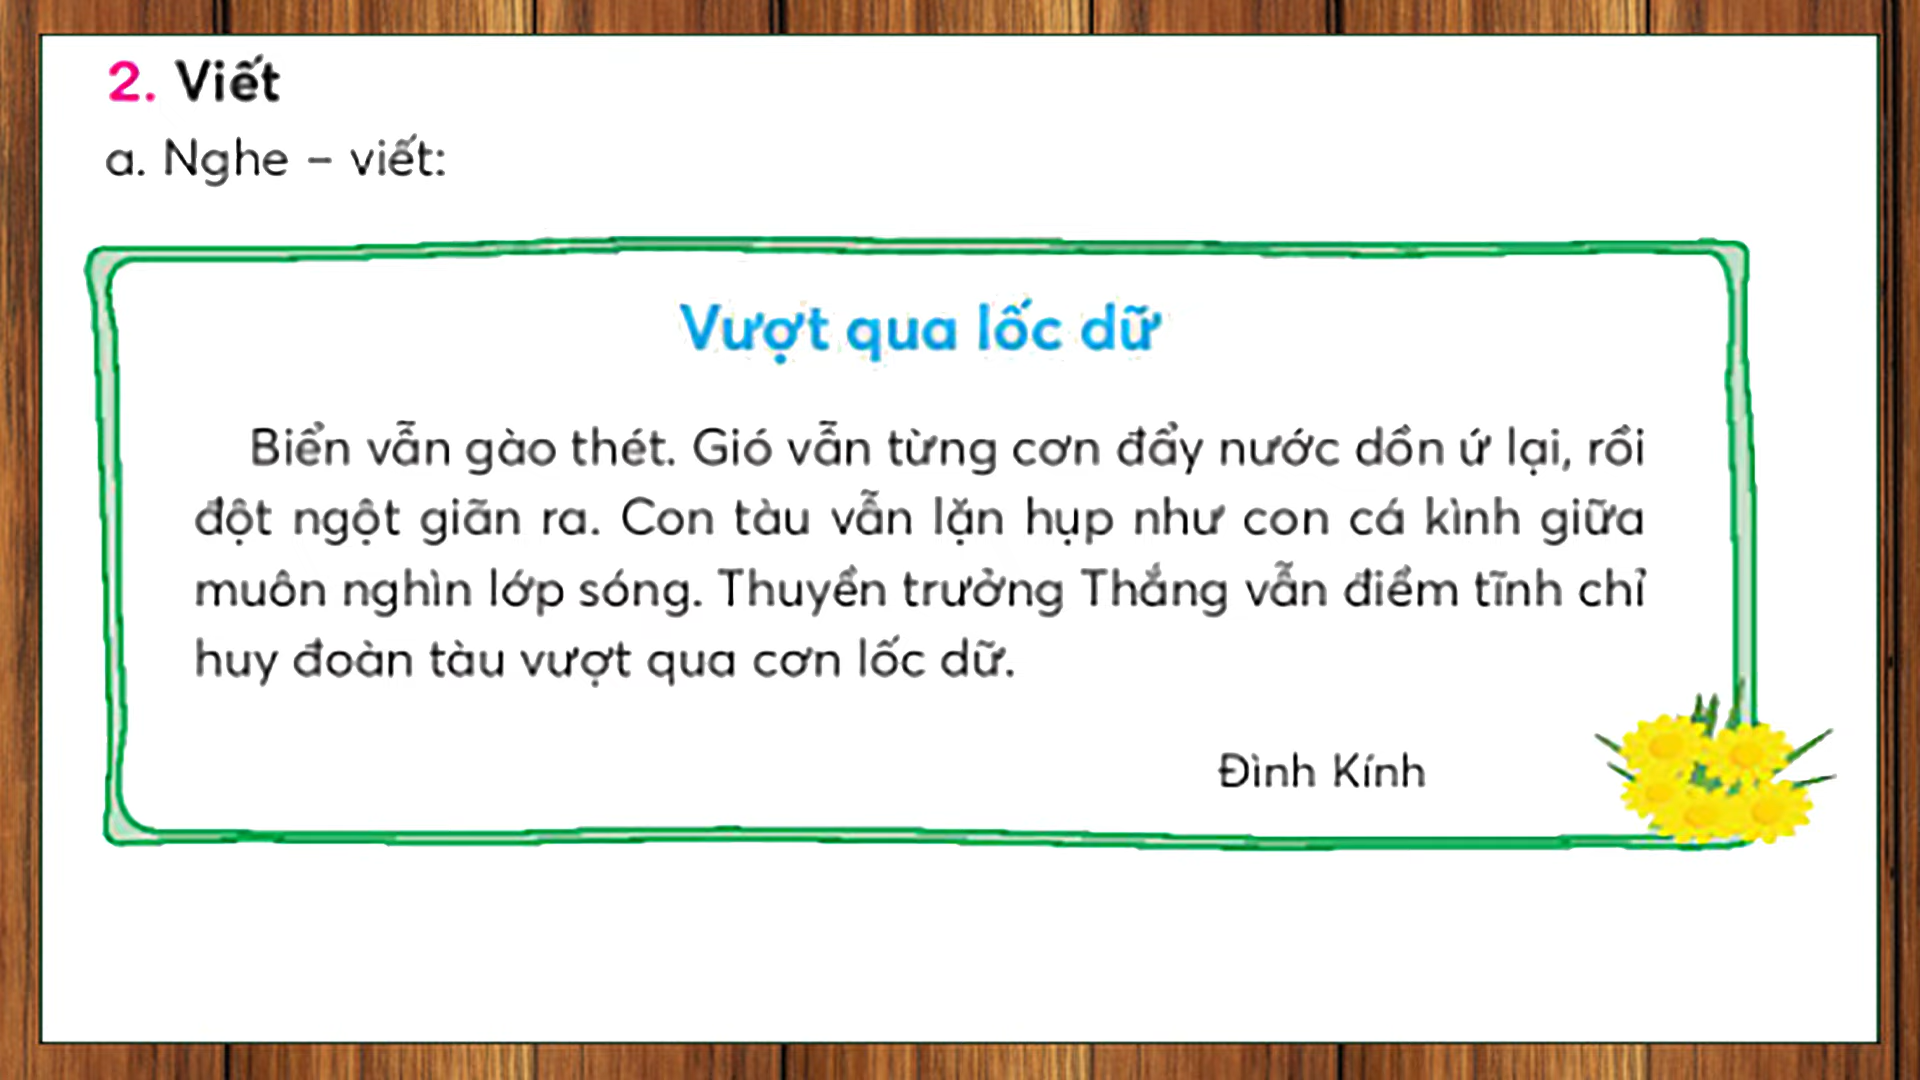 2. Viết
a. Nghe – viết:
Vượt qua lốc dữ
Biển vẫn gào thét. Gió vẫn từng cơn đẩy nước dồn ứ lại, rồi
đột ngột giãn ra. Con tàu vẫn lặn hụp như con cá kình giữa
muôn nghìn lớp sóng. Thuyền trưởng Thắng vẫn điềm tĩnh chỉ
huy đoàn tàu vượt qua cơn lốc dữ.
Đình Kính